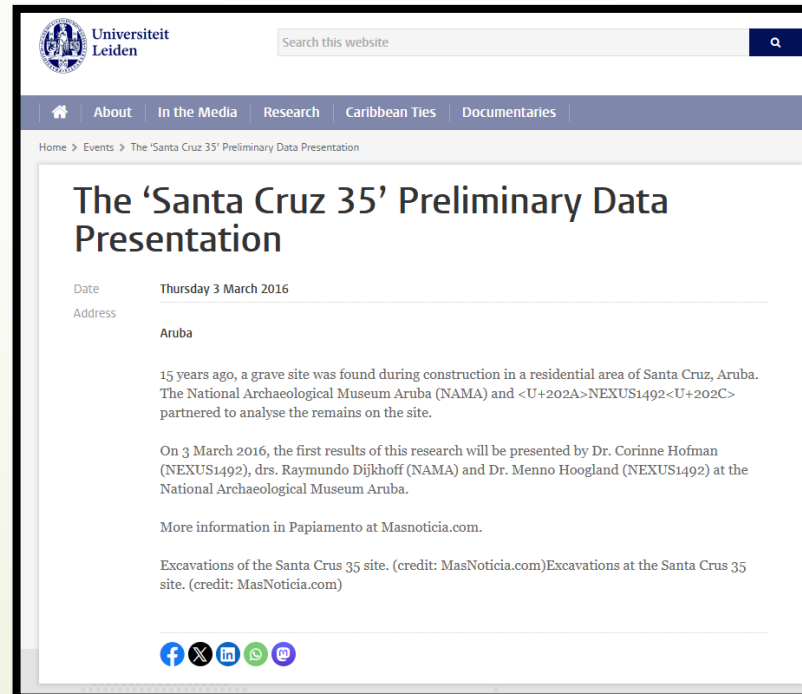 Universiteit
Leiden
Search this website
About In the Media Research Caribbean Ties Documentaries
Home > Events > The ‘Santa Cruz 35’ Preliminary Data Presentation
The ‘Santa Cruz 35’ Preliminary Data
Presentation
Date Thursday 3 March 2016
Address
Aruba
15 years ago, a grave site was found during construction in a residential area of Santa Cruz, Aruba.
The National Archaeological Museum Aruba (NAMA) and <U+202A>NEXUS1492<U+202C>
partnered to analyse the remains on the site.
On 3 March 2016, the first results of this research will be presented by Dr. Corinne Hofman
(NEXUS1492), drs. Raymundo Dijkhoff (NAMA) and Dr. Menno Hoogland (NEXUS1492) at the
National Archaeological Museum Aruba.
More information in Papiamento at Masnoticia.com.
Excavations of the Santa Crus 35 site. (credit: MasNoticia.com)Excavations at the Santa Crus 35
site. (credit: MasNoticia.com)